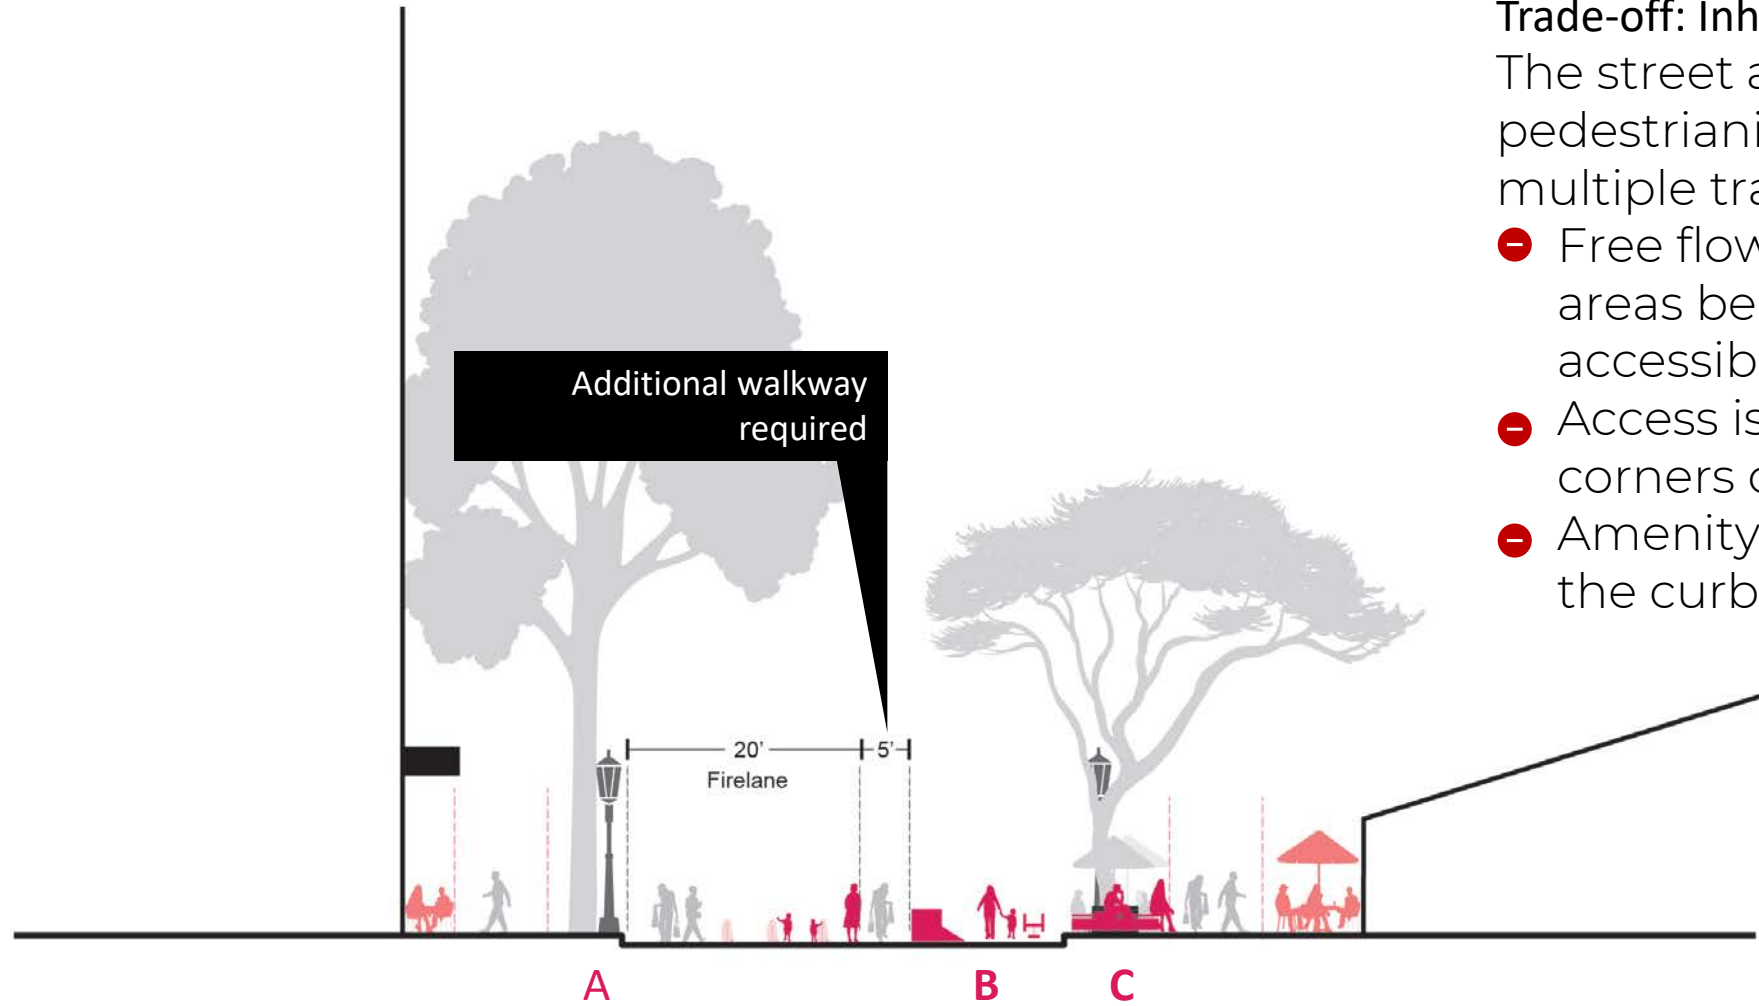 Trade-off: Inh
The street a
pedestriani
multiple tra
Free flow
areas be
accessib
Access is
corners o
Amenity
the curb
Additional walkway
required
20' 5'
Firelane
A B C